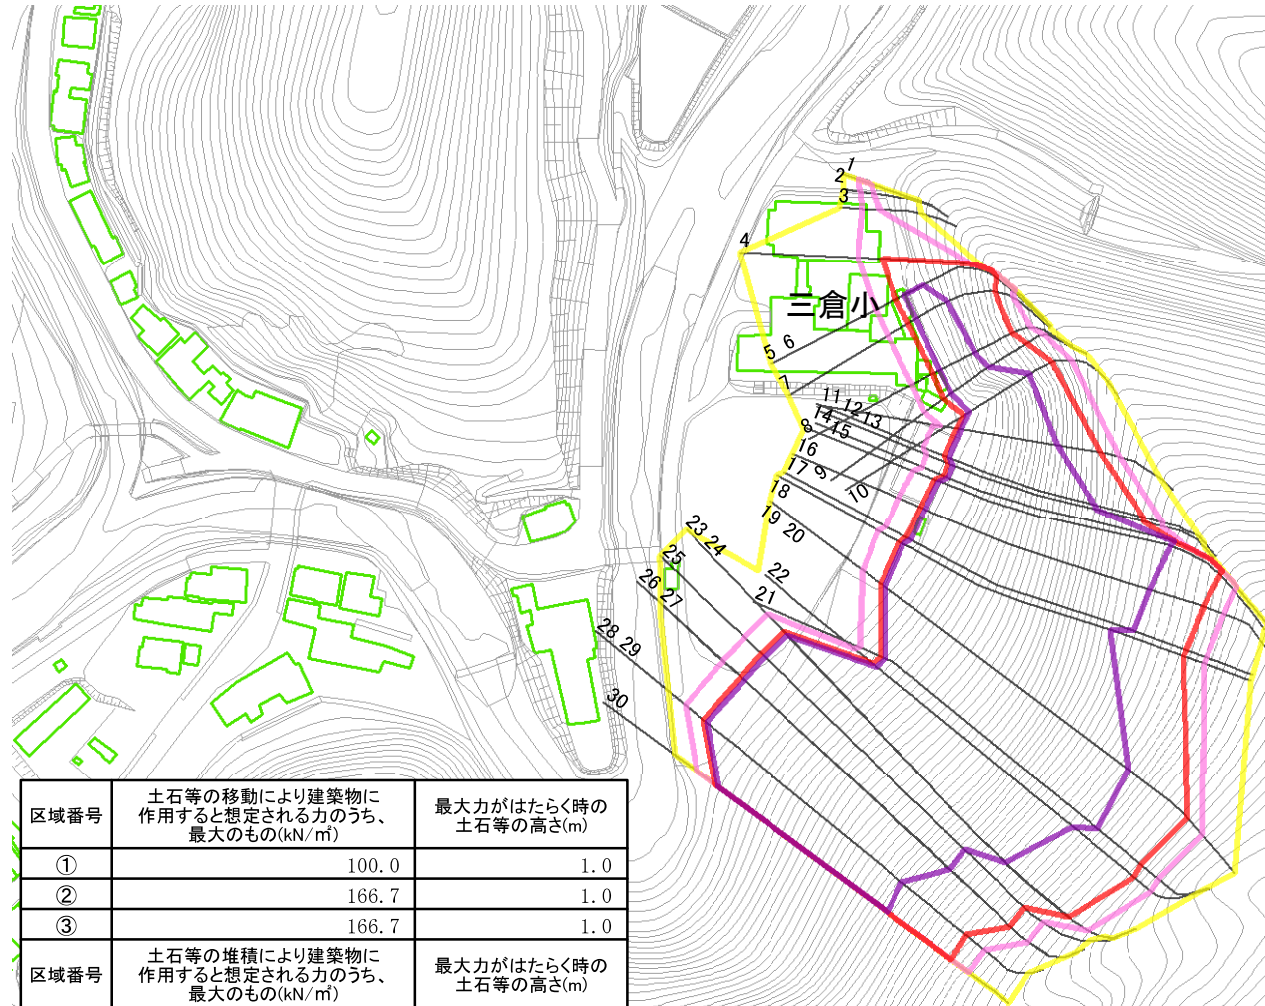 1
2
3
4
三倉小
5 6
7
8
9
10
11 12 13
14 15
16
17
18
19 20
21
22
23 24
25
26 27
28 29
30
区域番号
土石等の移動により建築物に
作用すると想定される力のうち、
最大のもの(kN/㎡)
最大力がはたらく時の
土石等の高さ(m)
① 100.0 1.0
② 166.7 1.0
③ 166.7 1.0
区域番号
土石等の堆積により建築物に
作用すると想定される力のうち、
最大のもの(kN/㎡)
最大力がはたらく時の
土石等の高さ(m)